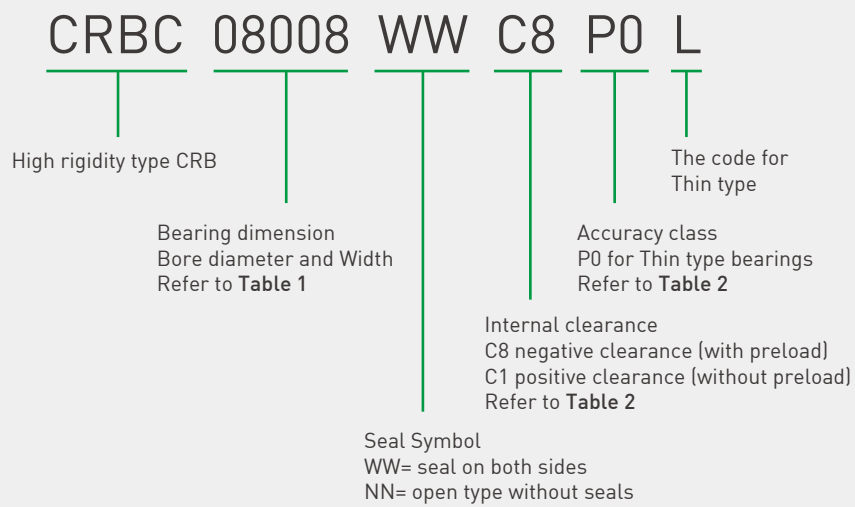 CRBC 08008 WW C8 P0 L
High rigidity type CRB
The code for
Thin type
Bearing dimension
Bore diameter and Width
Refer to Table 1
Accuracy class
P0 for Thin type bearings
Refer to Table 2
Internal clearance
C8 negative clearance (with preload)
C1 positive clearance (without preload)
Refer to Table 2
Seal Symbol
WW= seal on both sides
NN= open type without seals